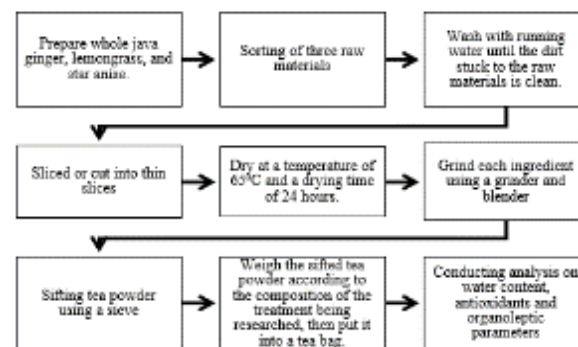 Prepare whole java
ginger, lemongrass, and
star anise.
Sorting of three raw
materials
Wash with running
water until the dirt
stuck to the raw
materials is clean.
Sliced or cut into thin
slices
Dry at a temperature of
65⁰C and a drying time
of 24 hours.
Grind each ingredient
using a grinder and
blender
Sifting tea powder
using a sieve
Weigh the sifted tea
powder according to
the composition of the
treatment being
researched, then put it
into a tea bag.
Conducting analysis on
water content,
antioxidants and
organoleptic
parameters